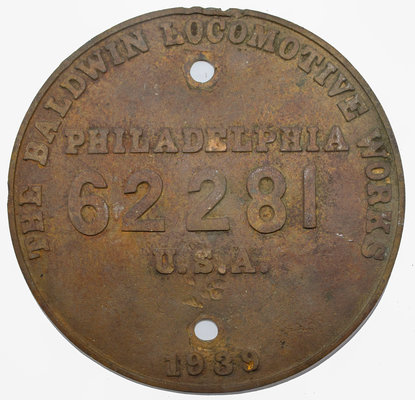 THE BALDWIN LOCOMOTIVE WORKS
PHILADELPHIA
62281
U.S.A.
1939